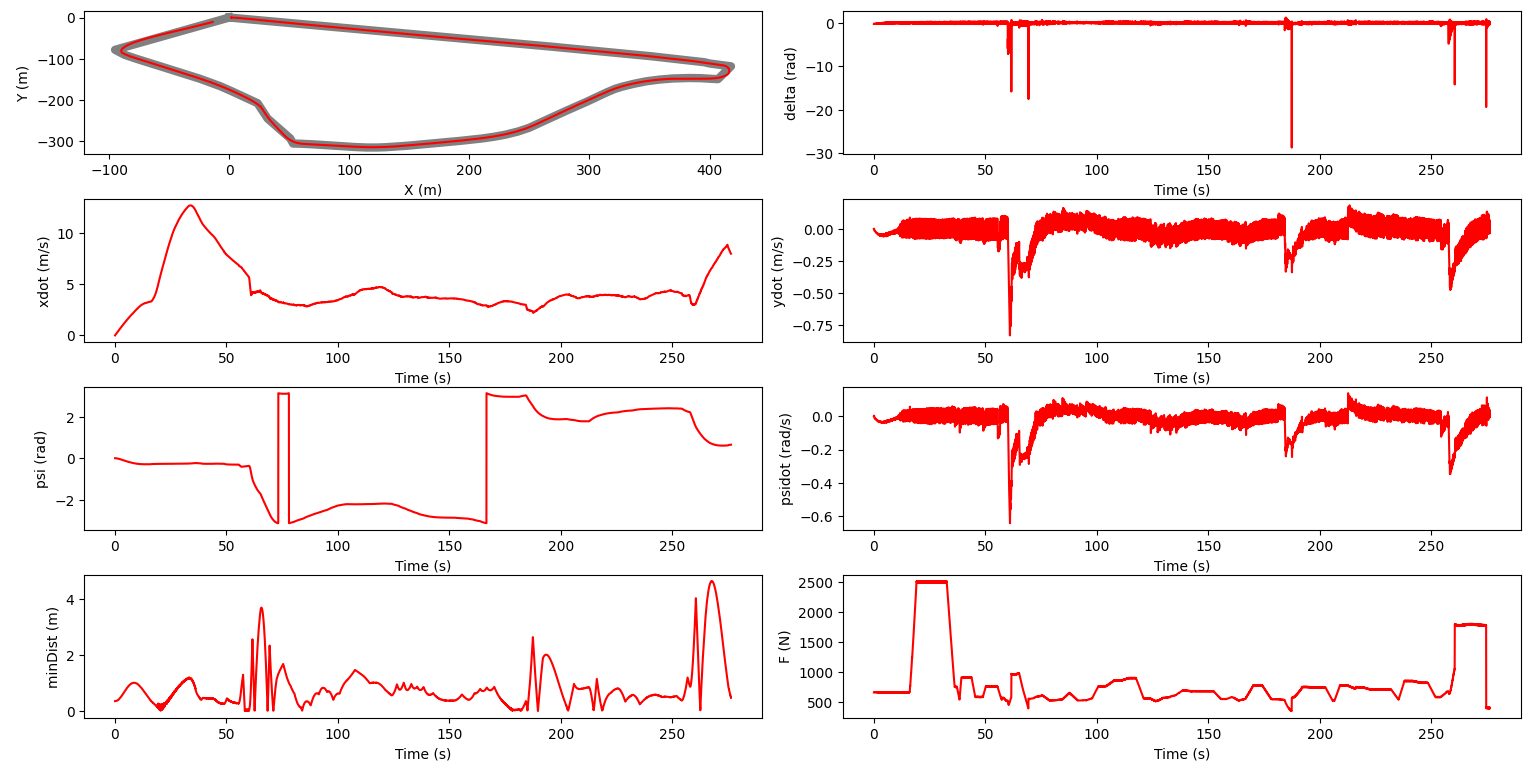 0
−100
−200
−300
Y (m)
−100 0 100 200 300 400
X (m)
0
−10
−20
−30
delta (rad)
0 50 100 150 200 250
Time (s)
10
5
0
xdot (m/s)
0 50 100 150 200 250
Time (s)
0.00
−0.25
−0.50
−0.75
ydot (m/s)
0 50 100 150 200 250
Time (s)
2
0
−2
psi (rad)
0 50 100 150 200 250
Time (s)
0.0
−0.2
−0.4
−0.6
psidot (rad/s)
0 50 100 150 200 250
Time (s)
4
2
0
minDist (m)
0 50 100 150 200 250
Time (s)
2500
2000
1500
1000
500
F (N)
0 50 100 150 200 250
Time (s)